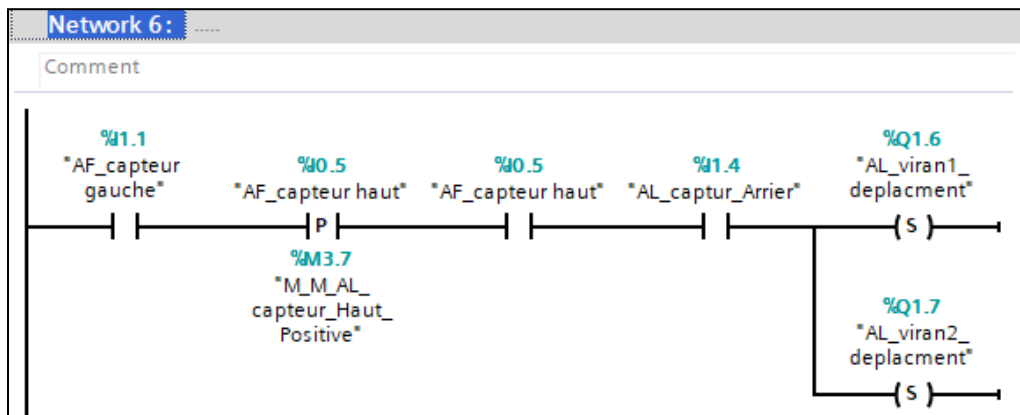 Network 6: .....
Comment
%I1.1
"AF_capteur
gauche"
%I0.5
"AF_capteur haut"
P
%M3.7
"M_M_AL_
capteur_Haut_
Positive"
%I0.5
"AF_capteur haut"
%I1.4
"AL_captur_Arrier"
%Q1.6
"AL_viran1_
deplacment"
S
%Q1.7
"AL_viran2_
deplacment"
S